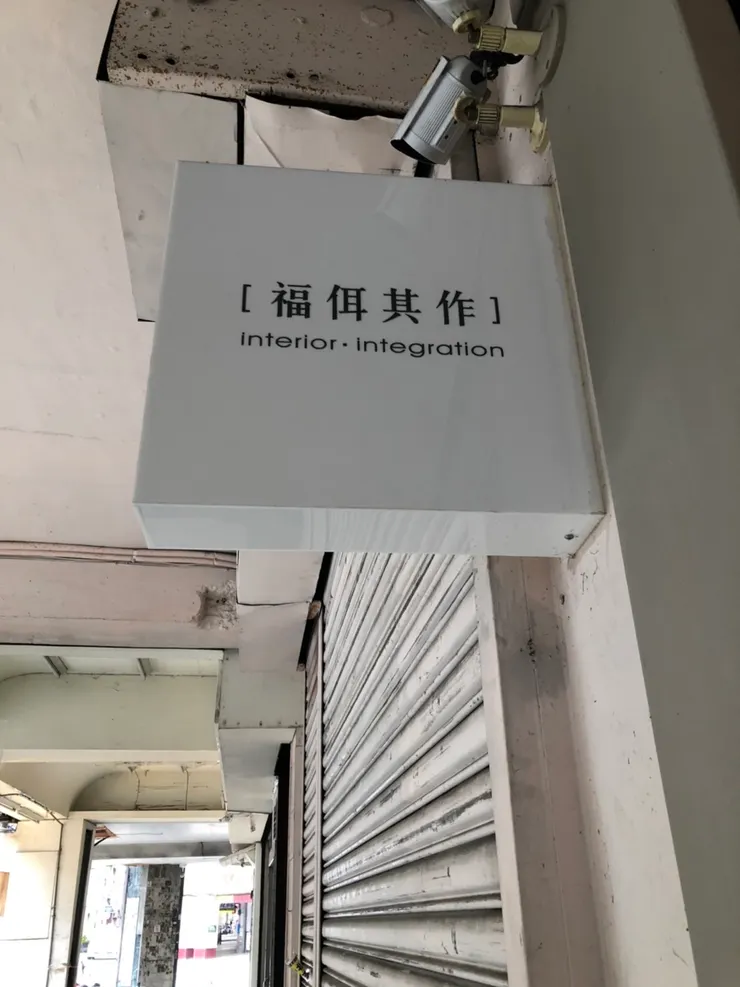 [福佴其作]
interior·integration